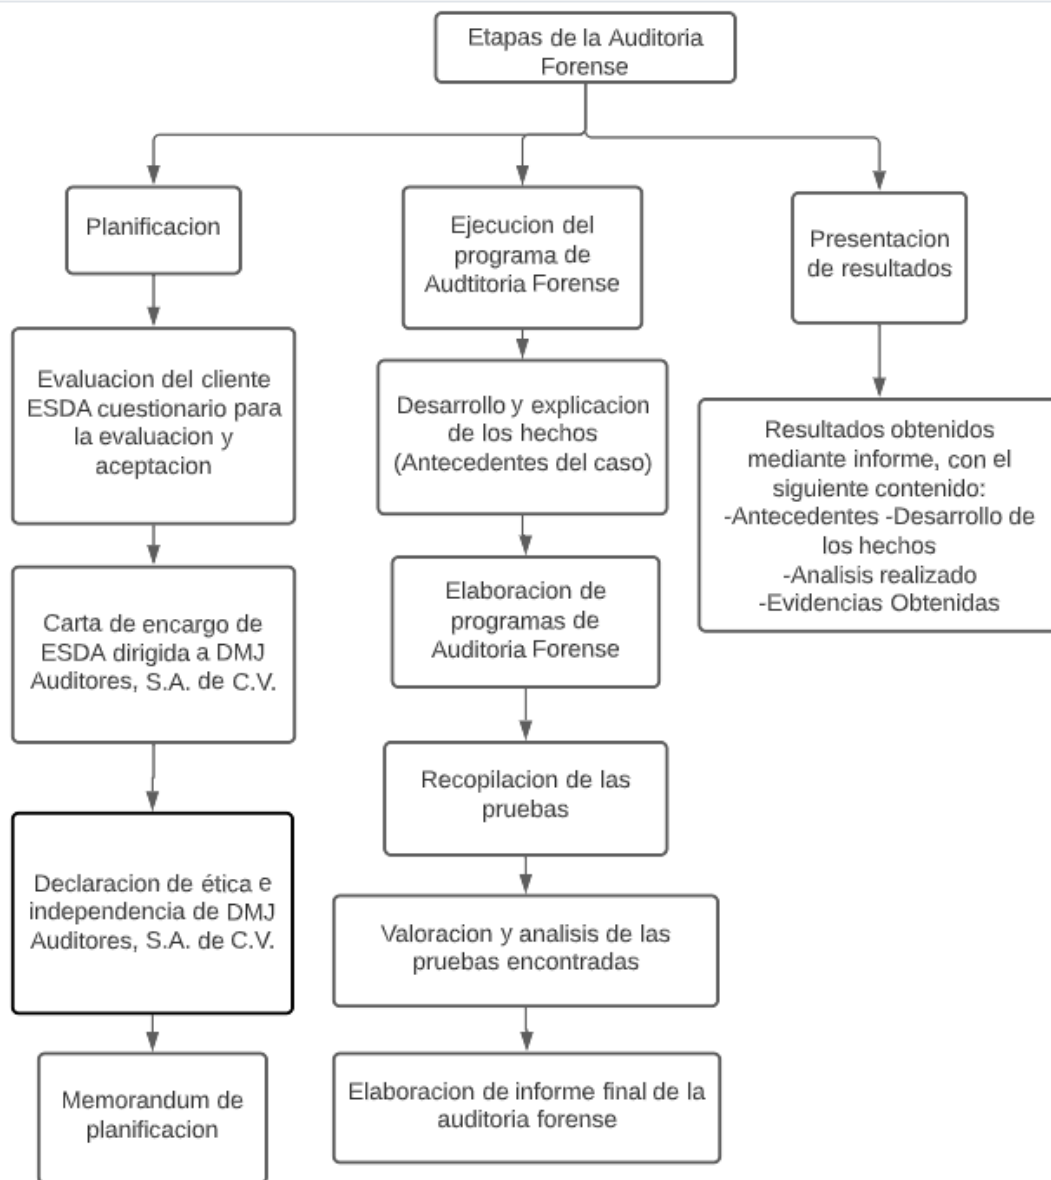 Etapas de la Auditoria
Forense
Planificacion
Evaluacion del cliente
ESDA cuestionario para
la evaluacion y
aceptacion
Carta de encargo de
ESDA dirigida a DMJ
Auditores, S.A. de C.V.
Declaracion de ética e
independencia de DMJ
Auditores, S.A. de C.V.
Memorandum de
planificacion
Ejecucion del
programa de
Audtitoria Forense
Desarrollo y explicacion
de los hechos
(Antecedentes del caso)
Elaboracion de
programas de
Auditoria Forense
Recopilacion de las
pruebas
Valoracion y analisis de las
pruebas encontradas
Elaboracion de informe final de la
auditoria forense
Presentacion
de resultados
Resultados obtenidos
mediante informe, con el
siguiente contenido:
-Antecedentes -Desarrollo de
los hechos
-Analisis realizado
-Evidencias Obtenidas